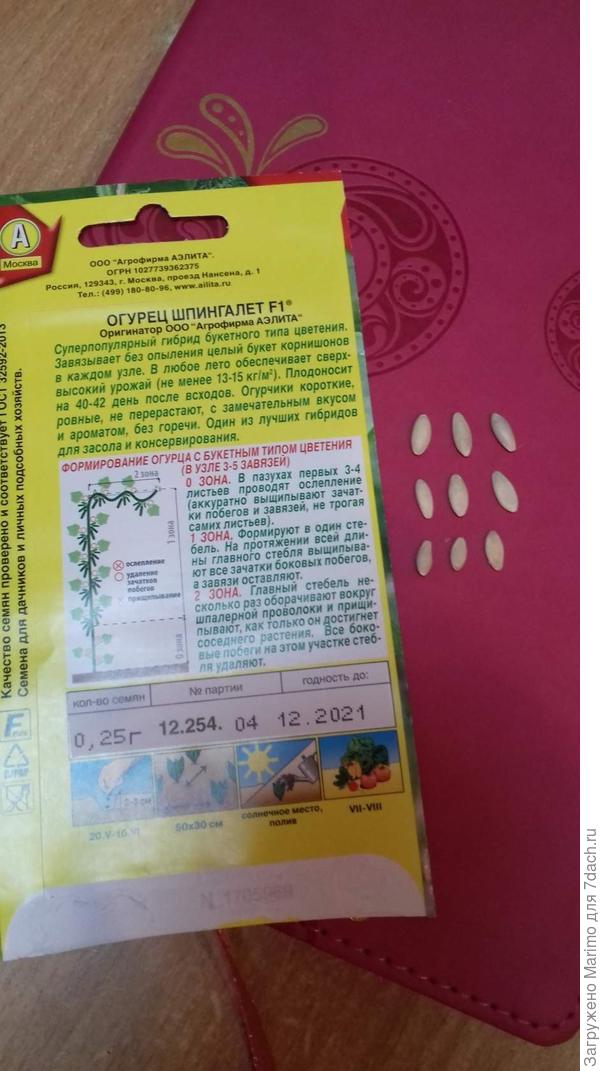 А
Москва
ООО "Агрофирма АЭЛИТА".
ОГРН 1027739362375
Россия, 129343, г. Москва, проезд Нансена, д. 1
Тел.: (499) 180-80-96, www.ailita.ru
ОГУРЕЦ ШПИНГАЛЕТ F1®
Оригинатор ООО "Агрофирма АЭЛИТА"
Суперпопулярный гибрид букетного типа цветения.
Завязывает без опыления целый букет корнишонов
в каждом узле. В любое лето обеспечивает сверх-
высокий урожай (не менее 13-15 кг/м²). Плодоносит
на 40-42 день после всходов. Огурчики короткие,
ровные, не перерастают, с замечательным вкусом
и ароматом, без горечи. Один из лучших гибридов
для засола и консервирования.
ФОРМИРОВАНИЕ ОГУРЦА С БУКЕТНЫМ ТИПОМ ЦВЕТЕНИЯ
(В УЗЛЕ 3-5 ЗАВЯЗЕЙ)
2 зона
1 зона
0 зона
ослепление
удаление
зачатков
побегов
прищипывание
0 ЗОНА. В пазухах первых 3-4
листьев проводят ослепление
(аккуратно выщипывают зачат-
ки побегов и завязей, не трогая
самих листьев).
1 ЗОНА. Формируют в один сте-
бель. На протяжении всей дли-
ны главного стебля выщипыва-
ют все зачатки боковых побегов,
а завязи оставляют.
2 ЗОНА. Главный стебель не-
сколько раз оборачивают вокруг
шпалерной проволоки и прищи-
пывают, как только он достигнет
соседнего растения. Все боко-
вые побеги на этом участке стеб-
ля удаляют.
кол-во семян
№ партии
годность до:
0,25г
12.254.
04
12.2021
2-3 см
20.V-10.VI
50х30 см
солнечное место,
полив
VII-VIII
N 1705969
Качество семян проверено и соответствует ГОСТ 32592-2013
Семена для дачников и личных подсобных хозяйств.
Загружено Marimo для 7dach.ru